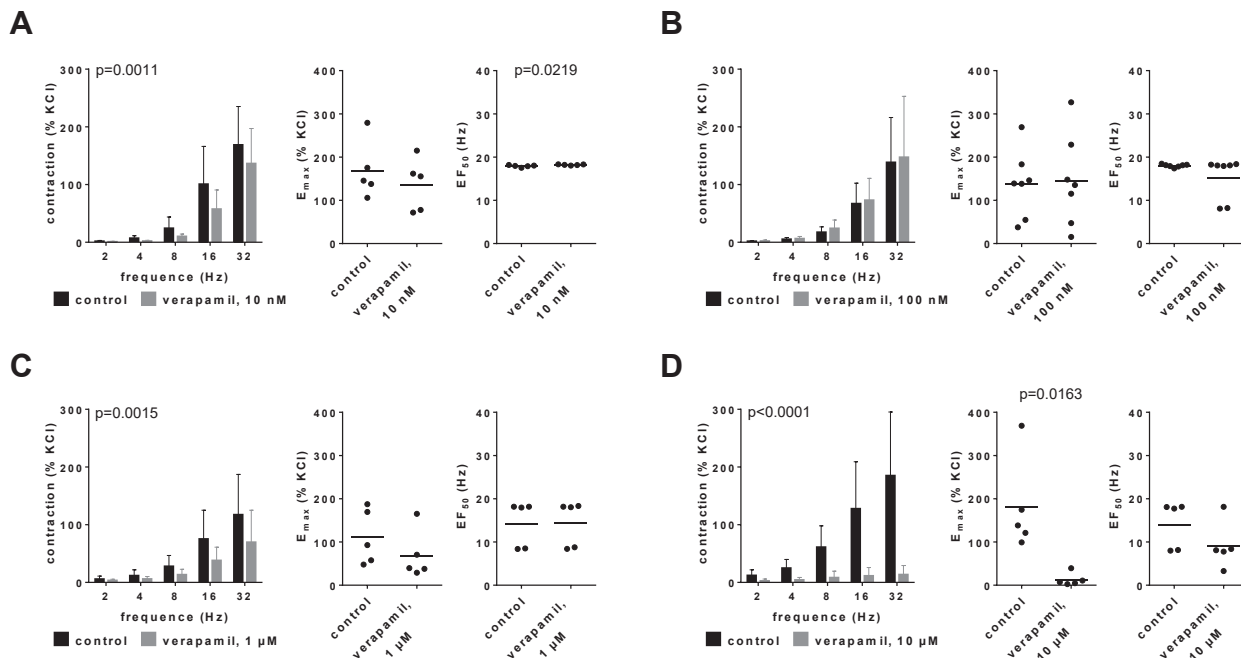 A
p=0.0011
contraction (% KCl)
300
200
100
0
2 4 8 16 32
frequence (Hz)
control verapamil, 10 nM
Emax (% KCl)
400
300
200
100
0
control
verapamil,
10 nM
p=0.0219
EF50 (Hz)
40
30
20
10
0
control
verapamil,
10 nM
B
contraction (% KCl)
300
200
100
0
2 4 8 16 32
frequence (Hz)
control verapamil, 100 nM
Emax (% KCl)
400
300
200
100
0
control
verapamil,
100 nM
EF50 (Hz)
40
30
20
10
0
control
verapamil,
100 nM
C
p=0.0015
contraction (% KCl)
300
200
100
0
2 4 8 16 32
frequence (Hz)
control verapamil, 1 µM
Emax (% KCl)
400
300
200
100
0
control
verapamil,
1 µM
EF50 (Hz)
40
30
20
10
0
control
verapamil,
1 µM
D
p<0.0001
contraction (% KCl)
300
200
100
0
2 4 8 16 32
frequence (Hz)
control verapamil, 10 µM
p=0.0163
Emax (% KCl)
400
300
200
100
0
control
verapamil,
10 µM
EF50 (Hz)
40
30
20
10
0
control
verapamil,
10 µM